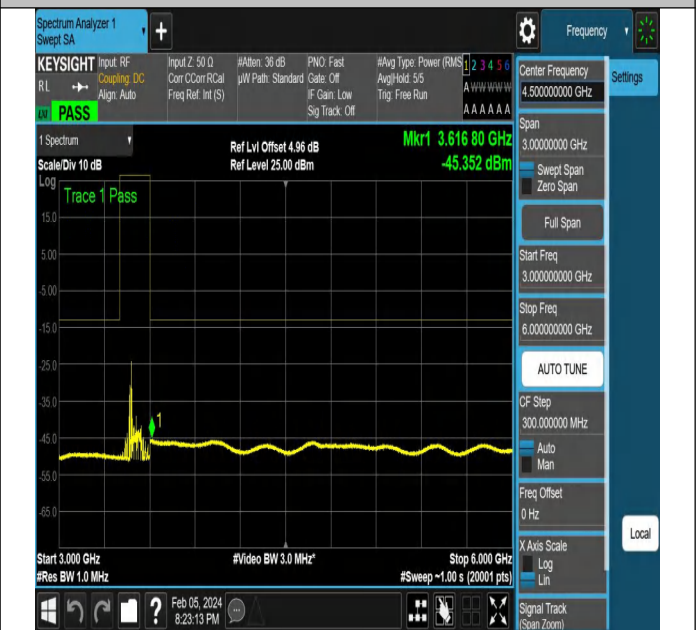 Spectrum Analyzer 1
Swept SA
+
Frequency
KEYSIGHT
RL
PASS
Input: RF
Coupling: DC
Align: Auto
Input Z: 50 Ω
Corr CCorr RCal
Freq Ref: Int (S)
#Atten: 36 dB
µW Path: Standard
PNO: Fast
Gate: Off
IF Gain: Low
Sig Track: Off
#Avg Type: Power (RMS
Avg|Hold: 5/5
Trig: Free Run
1 2 3 4 5 6
A W W W W W
A A A A A A
1 Spectrum
Scale/Div 10 dB
Ref Lvl Offset 4.96 dB
Ref Level 25.00 dBm
Mkr1 3.616 80 GHz
-45.352 dBm
Log
Trace 1 Pass
15.0
5.00
-5.00
-15.0
-25.0
-35.0
-45.0
-55.0
-65.0
1
Start 3.000 GHz
#Res BW 1.0 MHz
#Video BW 3.0 MHz*
Stop 6.000 GHz
#Sweep ~1.00 s (20001 pts)
?
Feb 05, 2024
8:23:13 PM
Center Frequency
4.500000000 GHz
Settings
Span
3.00000000 GHz
Swept Span
Zero Span
Full Span
Start Freq
3.000000000 GHz
Stop Freq
6.000000000 GHz
AUTO TUNE
CF Step
300.000000 MHz
Auto
Man
Freq Offset
0 Hz
X Axis Scale
Log
Lin
Local
Signal Track
(Span Zoom)